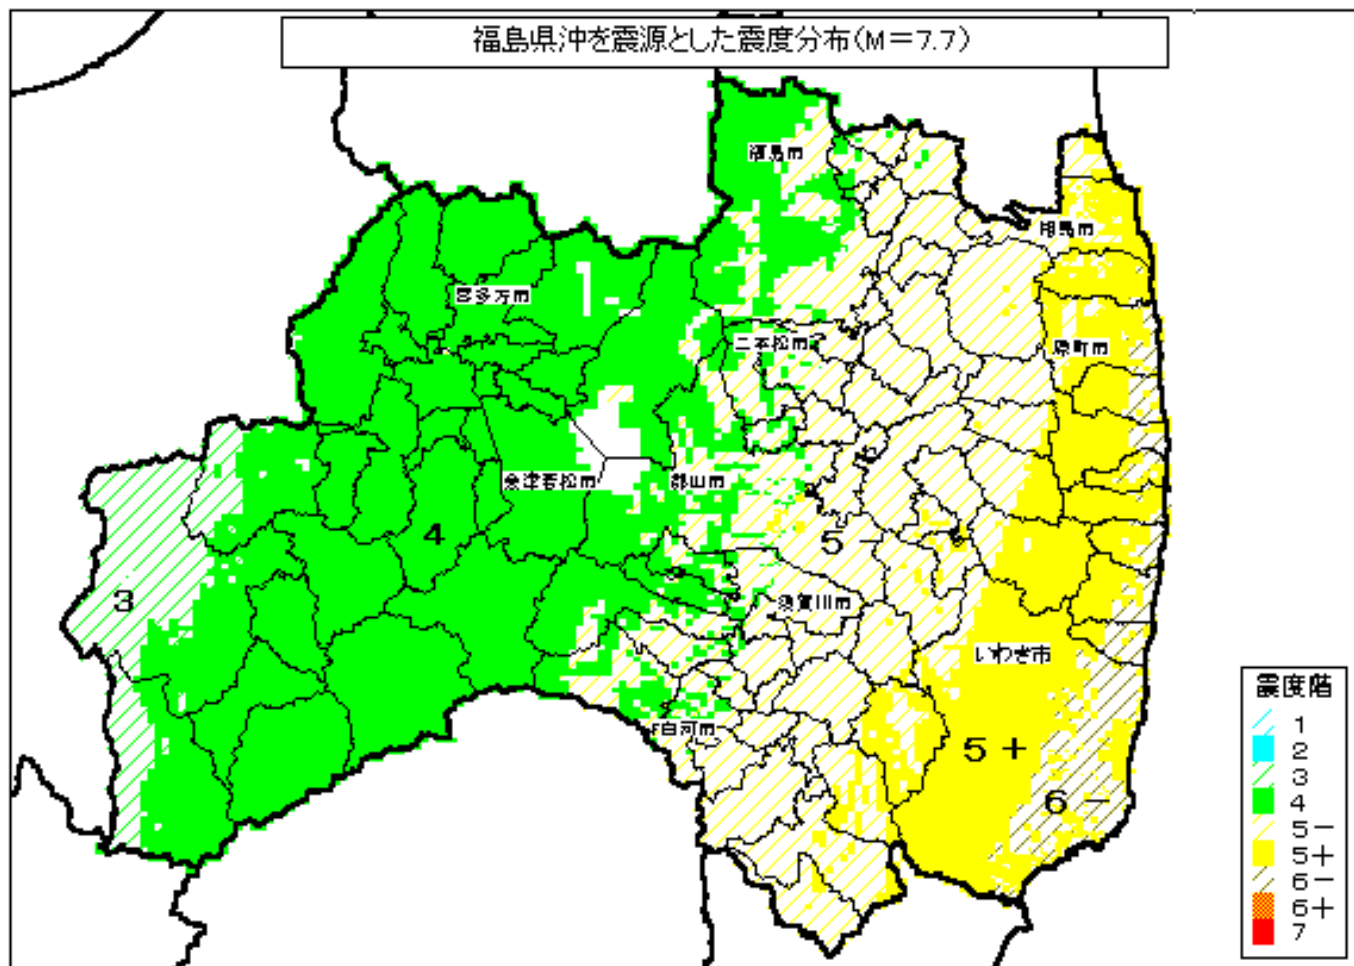 福島県沖を震源とした震度分布(M=7.7)
福島市
相馬市
喜多方市
二本松市
原町市
会津若松市
郡山市
4
5-
3
須賀川市
いわき市
白河市
5+
6-
震度階
1
2
3
4
5-
5+
6-
6+
7